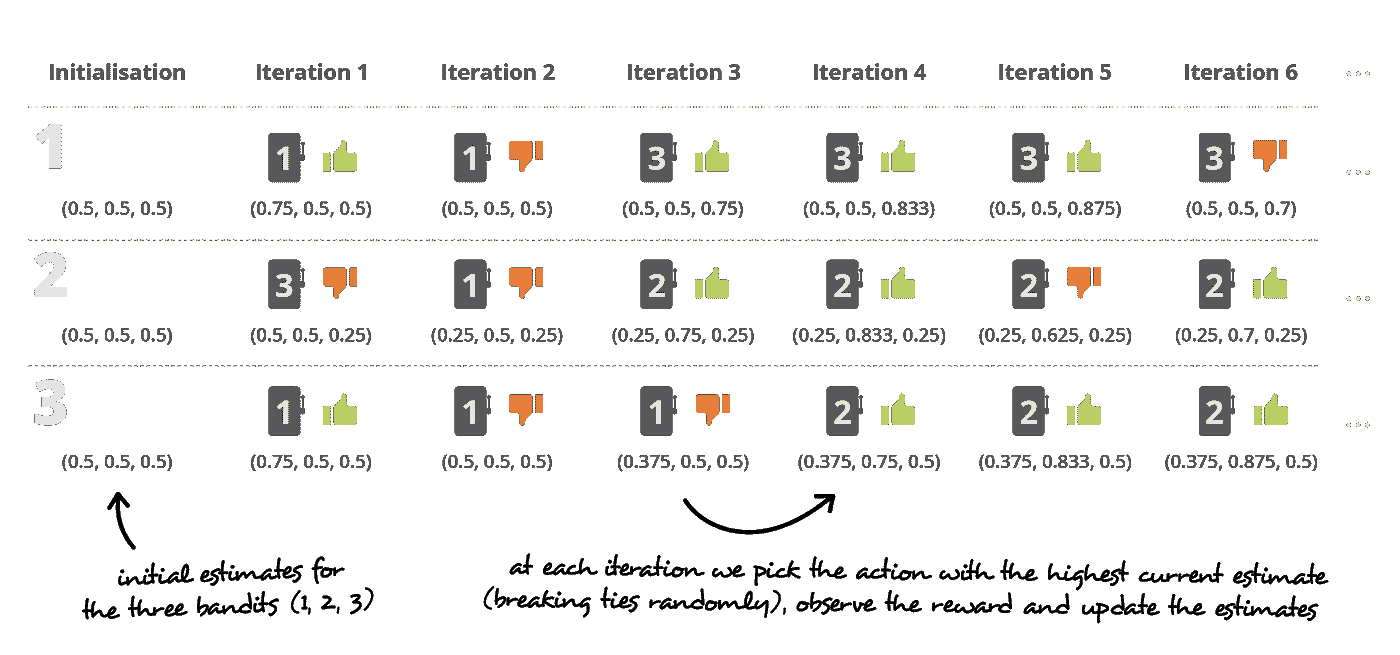 Initialisation Iteration 1 Iteration 2 Iteration 3 Iteration 4 Iteration 5 Iteration 6 ...
1
1 1 3 3 3 3 ...
(0.5, 0.5, 0.5) (0.75, 0.5, 0.5) (0.5, 0.5, 0.5) (0.5, 0.5, 0.75) (0.5, 0.5, 0.833) (0.5, 0.5, 0.875) (0.5, 0.5, 0.7)
2
3 1 2 2 2 2 ...
(0.5, 0.5, 0.5) (0.5, 0.5, 0.25) (0.25, 0.5, 0.25) (0.25, 0.75, 0.25) (0.25, 0.833, 0.25) (0.25, 0.625, 0.25) (0.25, 0.7, 0.25)
3
1 1 1 2 2 2 ...
(0.5, 0.5, 0.5) (0.75, 0.5, 0.5) (0.5, 0.5, 0.5) (0.375, 0.5, 0.5) (0.375, 0.75, 0.5) (0.375, 0.833, 0.5) (0.375, 0.875, 0.5)
initial estimates for
the three bandits (1, 2, 3)
at each iteration we pick the action with the highest current estimate
(breaking ties randomly), observe the reward and update the estimates